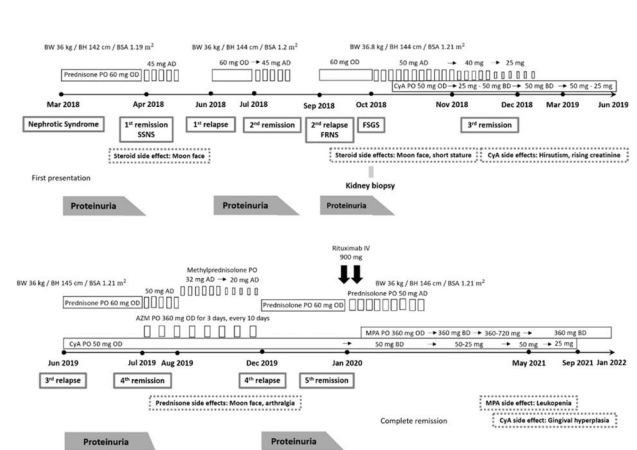 BW 36 kg / BH 142 cm / BSA 1.19 m²
BW 36 kg / BH 144 cm / BSA 1.2 m²
BW 36.8 kg / BH 144 cm / BSA 1.21 m²
45 mg AD
60 mg OD → 45 mg AD
60 mg OD
50 mg AD → 40 mg → 25 mg
Prednisone PO 60 mg OD
CyA PO 50 mg OD → 25 mg - 50 mg BD → 50 mg BD → 50 mg - 25 mg
Mar 2018
Apr 2018
Jun 2018
Jul 2018
Sep 2018
Oct 2018
Nov 2018
Dec 2018
Mar 2019
Jun 2019
Nephrotic Syndrome
1st remission
SSNS
1st relapse
2nd remission
2nd relapse
FRNS
FSGS
3rd remission
Steroid side effect: Moon face
Steroid side effects: Moon face, short stature
CyA side effects: Hirsutism, rising creatinine
First presentation
Kidney biopsy
Proteinuria
Proteinuria
Proteinuria
Rituximab IV
900 mg
Methylprednisolone PO
32 mg AD → 20 mg AD
BW 36 kg / BH 145 cm / BSA 1.21 m²
BW 36 kg / BH 146 cm / BSA 1.21 m²
50 mg AD
Prednisolone PO 50 mg AD
Prednisone PO 60 mg OD
Prednisolone PO 60 mg OD
AZM PO 360 mg OD for 3 days, every 10 days
MPA PO 360 mg OD → 360 mg BD → 360-720 mg → 360 mg BD
CyA PO 50 mg OD → 50 mg BD → 50-25 mg → 50 mg → 25 mg
Jun 2019
Jul 2019
Aug 2019
Dec 2019
Jan 2020
May 2021
Sep 2021
Jan 2022
3rd relapse
4th remission
4th relapse
5th remission
Prednisone side effects: Moon face, arthralgia
MPA side effect: Leukopenia
Complete remission
CyA side effect: Gingival hyperplasia
Proteinuria
Proteinuria